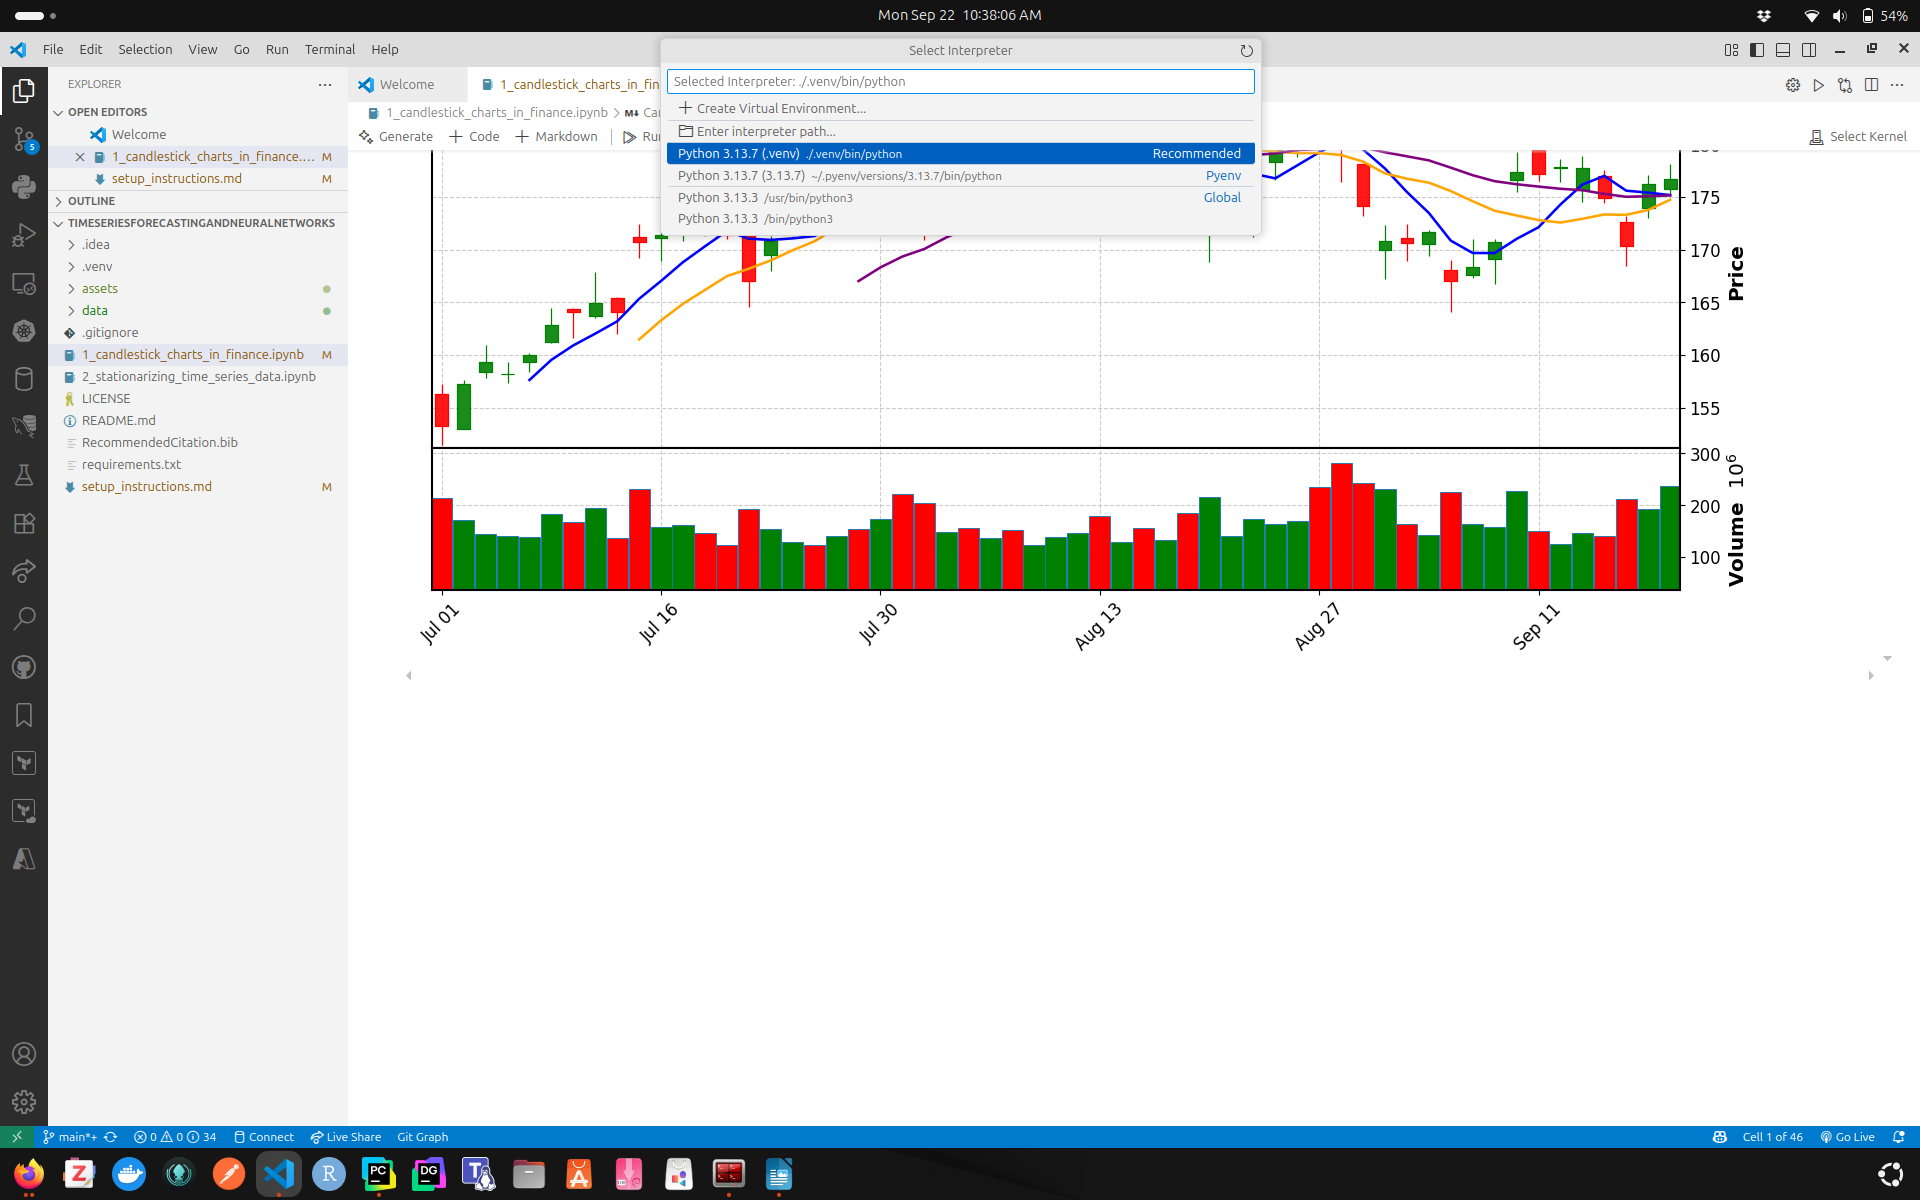 Mon Sep 22  10:38:06 AM
54%
File Edit Selection View Go Run Terminal Help
Select Interpreter
Selected Interpreter: ./.venv/bin/python
Create Virtual Environment...
Enter interpreter path...
Python 3.13.7 (.venv) ./.venv/bin/python Recommended
Python 3.13.7 (3.13.7) ~/.pyenv/versions/3.13.7/bin/python Pyenv
Python 3.13.3 /usr/bin/python3 Global
Python 3.13.3 /bin/python3
EXPLORER
OPEN EDITORS
Welcome
1_candlestick_charts_in_finance.... M
setup_instructions.md M
OUTLINE
TIMESERIESFORECASTINGANDNEURALNETWORKS
.idea
.venv
assets
data
.gitignore
1_candlestick_charts_in_finance.ipynb M
2_stationarizing_time_series_data.ipynb
LICENSE
README.md
RecommendedCitation.bib
requirements.txt
setup_instructions.md M
5
Welcome
1_candlestick_charts_in_fin
1_candlestick_charts_in_finance.ipynb > M↓ Ca
Generate + Code + Markdown Ru
Select Kernel
175
170
165
160
155
Price
300
200
100
Volume 10⁶
Jul 01
Jul 16
Jul 30
Aug 13
Aug 27
Sep 11
main*+ 0 0 34 Connect Live Share Git Graph
Cell 1 of 46 Go Live
Z
R
PC
DG
T